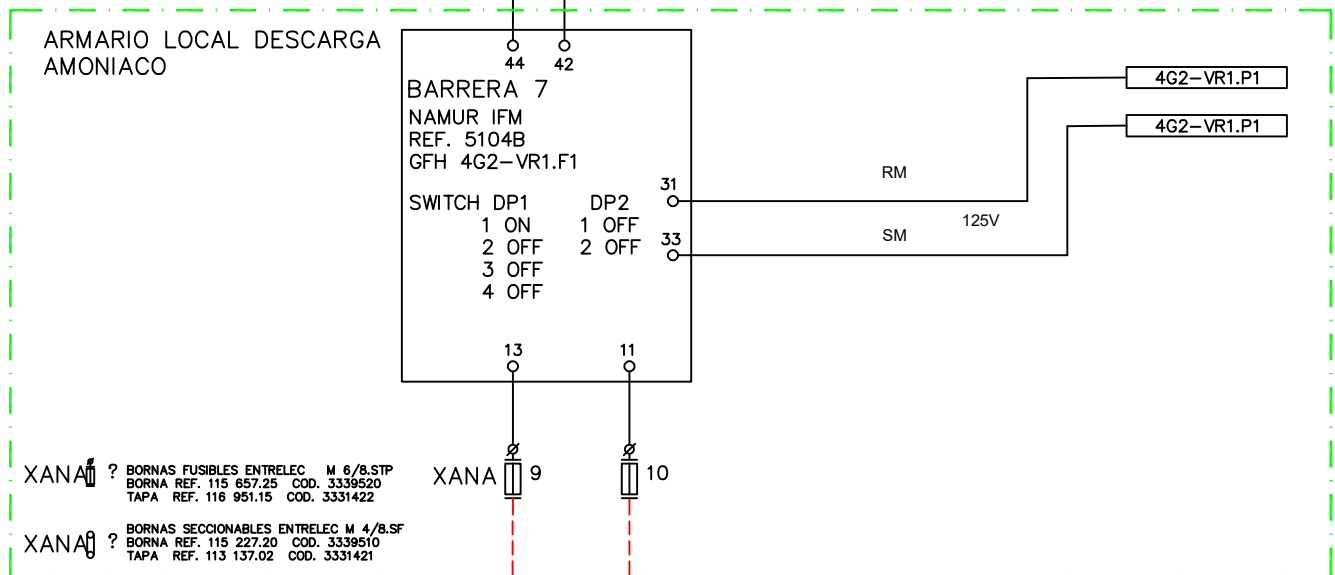 ARMARIO LOCAL DESCARGA
AMONIACO
44 42
BARRERA 7
NAMUR IFM
REF. 5104B
GFH 4G2-VR1.F1
SWITCH DP1 DP2
1 ON 1 OFF
2 OFF 2 OFF
3 OFF
4 OFF
31
33
13 11
RM
125V
SM
4G2-VR1.P1
4G2-VR1.P1
XANA 9 10
XANA ? BORNAS FUSIBLES ENTRELEC M 6/8.STP
BORNA REF. 115 657.25 COD. 3339520
TAPA REF. 116 951.15 COD. 3331422
XANA ? BORNAS SECCIONABLES ENTRELEC M 4/8.SF
BORNA REF. 115 227.20 COD. 3339510
TAPA REF. 113 137.02 COD. 3331421